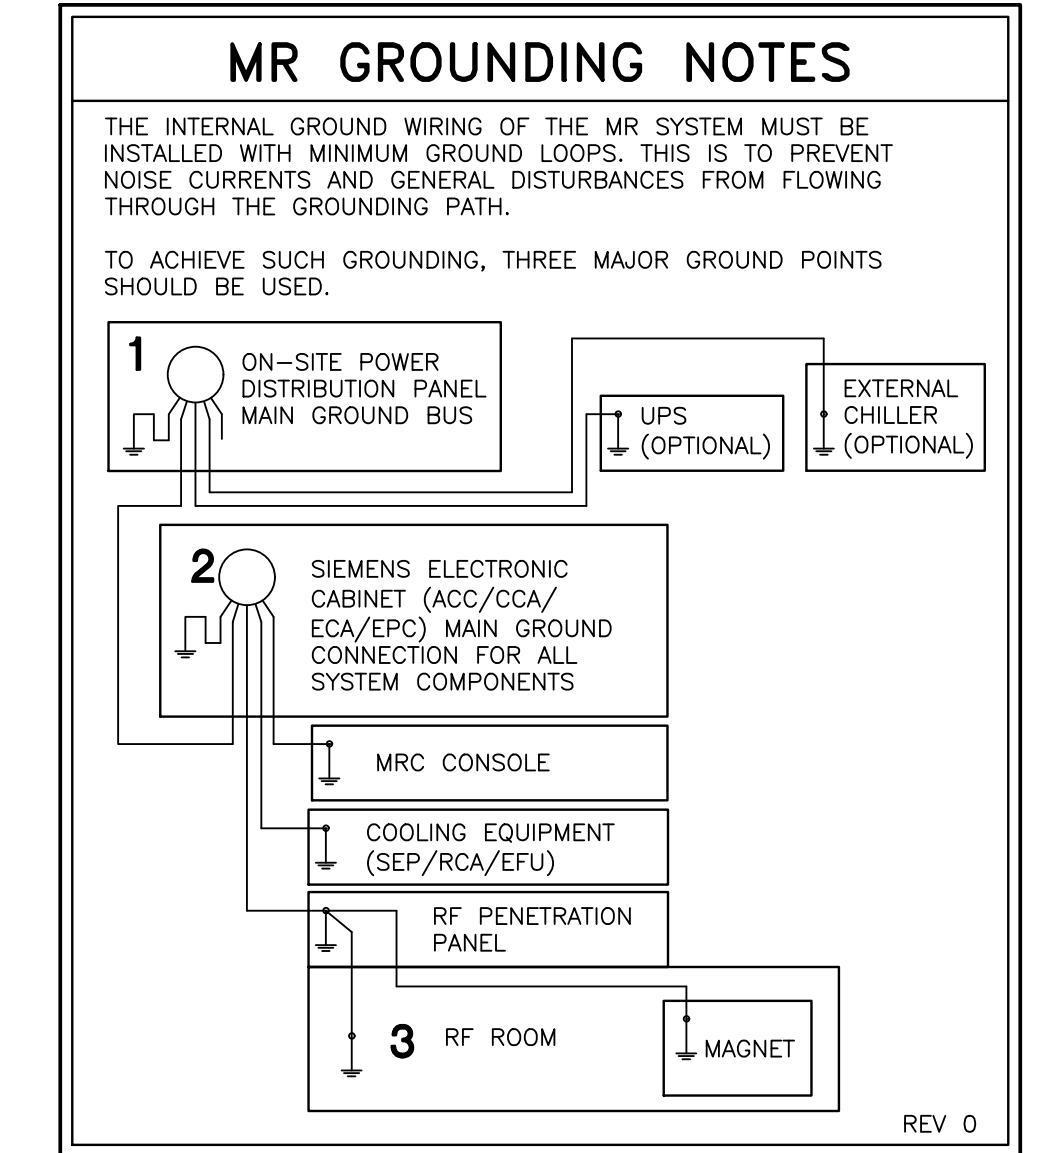 MR GROUNDING NOTES
THE INTERNAL GROUND WIRING OF THE MR SYSTEM MUST BE
INSTALLED WITH MINIMUM GROUND LOOPS. THIS IS TO PREVENT
NOISE CURRENTS AND GENERAL DISTURBANCES FROM FLOWING
THROUGH THE GROUNDING PATH.
TO ACHIEVE SUCH GROUNDING, THREE MAJOR GROUND POINTS
SHOULD BE USED.
1
ON-SITE POWER
DISTRIBUTION PANEL
MAIN GROUND BUS
UPS
(OPTIONAL)
EXTERNAL
CHILLER
(OPTIONAL)
2
SIEMENS ELECTRONIC
CABINET (ACC/CCA/
ECA/EPC) MAIN GROUND
CONNECTION FOR ALL
SYSTEM COMPONENTS
MRC CONSOLE
COOLING EQUIPMENT
(SEP/RCA/EFU)
RF PENETRATION
PANEL
3
RF ROOM
MAGNET
REV 0